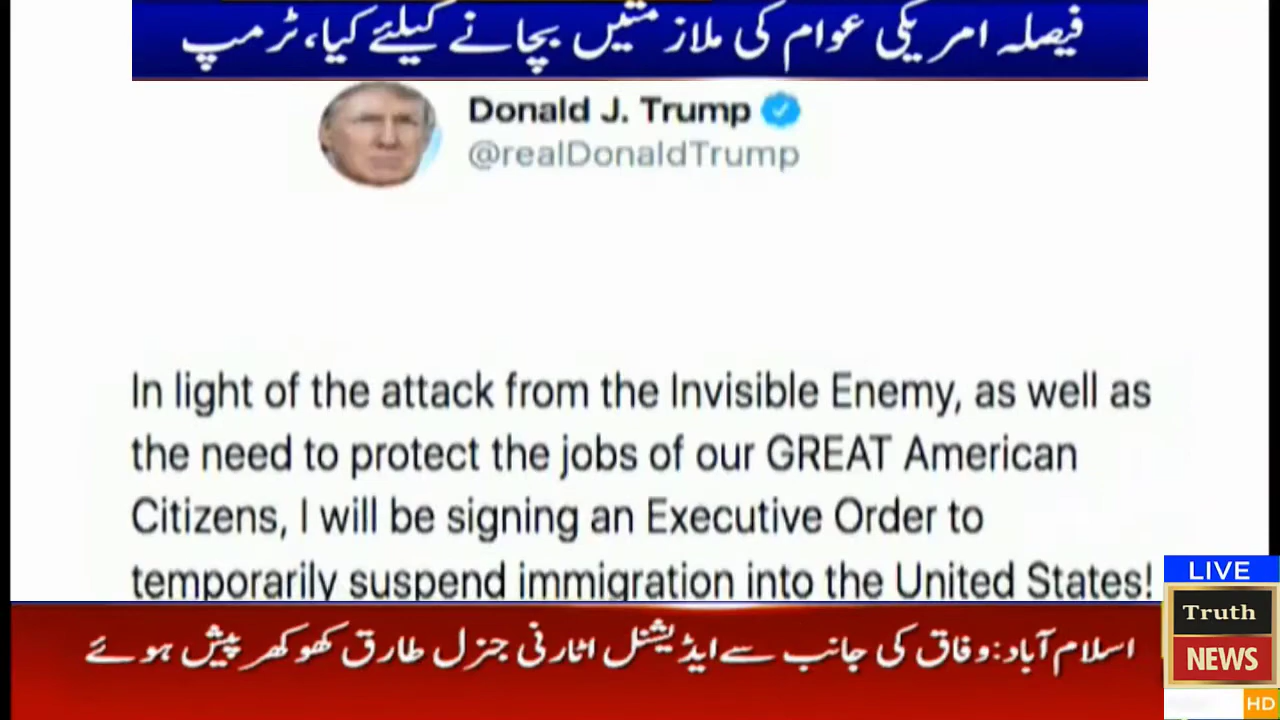 فیصلہ امریکی عوام کی ملازمتیں بچانے کیلئے کیا، ٹرمپ
Donald J. Trump
@realDonaldTrump
In light of the attack from the Invisible Enemy, as well as
the need to protect the jobs of our GREAT American
Citizens, I will be signing an Executive Order to
temporarily suspend immigration into the United States!
LIVE
Truth
NEWS
HD
اسلام آباد:وفاق کی جانب سے ایڈیشنل اٹارنی جنرل طارق کھوکھر پیش ہوئے